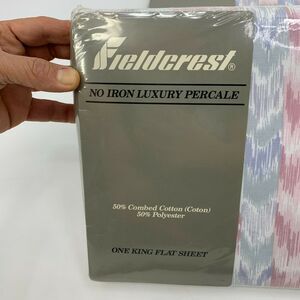 Fieldcrest®
NO IRON LUXURY PERCALE
50% Combed Cotton (Coton)
50% Polyester
ONE KING FLAT SHEET